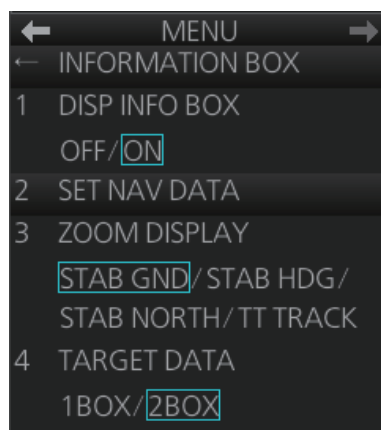 ← MENU →
← INFORMATION BOX
1 DISP INFO BOX
OFF/ON
2 SET NAV DATA
3 ZOOM DISPLAY
STAB GND/STAB HDG/
STAB NORTH/TT TRACK
4 TARGET DATA
1BOX/2BOX